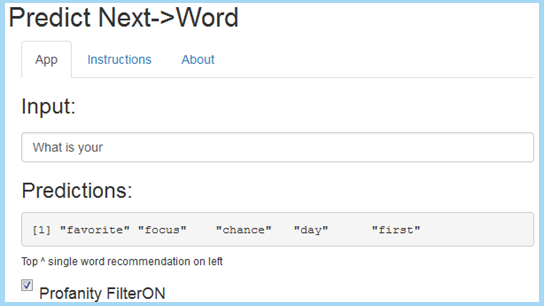 Predict Next->Word
App Instructions About
Input:
What is your
Predictions:
[1] "favorite" "focus" "chance" "day" "first"
Top ^ single word recommendation on left
Profanity FilterON